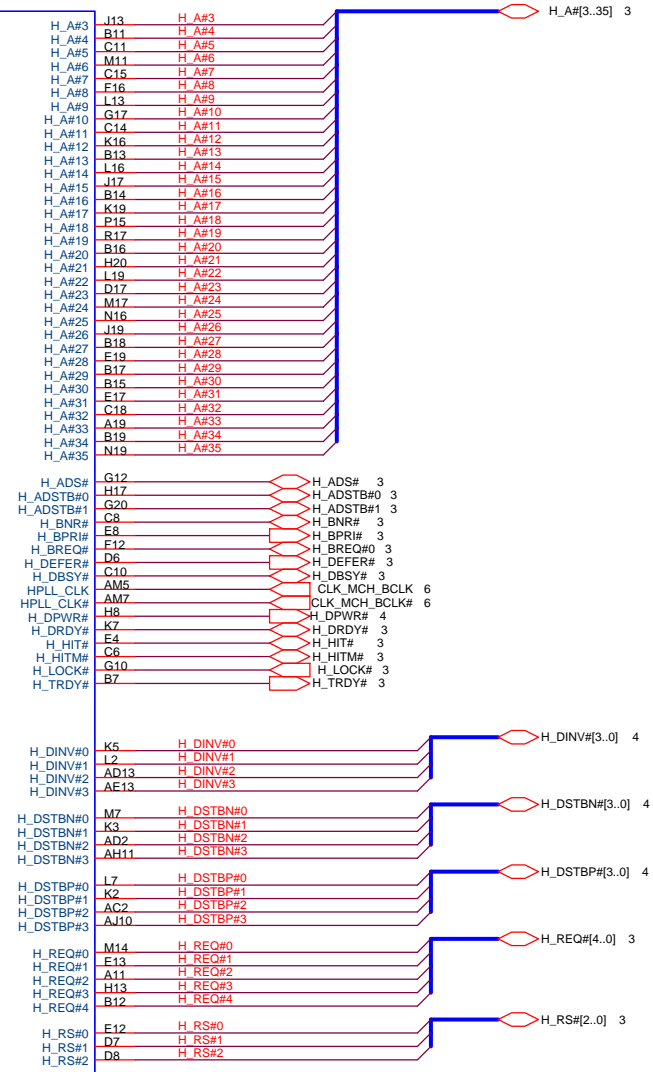 H_A#3 J13 H_A#3 H_A#[3..35] 3
H_A#4 B11 H_A#4
H_A#5 C11 H_A#5
H_A#6 M11 H_A#6
H_A#7 C15 H_A#7
H_A#8 F16 H_A#8
H_A#9 L13 H_A#9
H_A#10 G17 H_A#10
H_A#11 C14 H_A#11
H_A#12 K16 H_A#12
H_A#13 B13 H_A#13
H_A#14 L16 H_A#14
H_A#15 J17 H_A#15
H_A#16 B14 H_A#16
H_A#17 K19 H_A#17
H_A#18 P15 H_A#18
H_A#19 R17 H_A#19
H_A#20 B16 H_A#20
H_A#21 H20 H_A#21
H_A#22 L19 H_A#22
H_A#23 D17 H_A#23
H_A#24 M17 H_A#24
H_A#25 N16 H_A#25
H_A#26 J19 H_A#26
H_A#27 B18 H_A#27
H_A#28 E19 H_A#28
H_A#29 B17 H_A#29
H_A#30 B15 H_A#30
H_A#31 E17 H_A#31
H_A#32 C18 H_A#32
H_A#33 A19 H_A#33
H_A#34 B19 H_A#34
H_A#35 N19 H_A#35
H_ADS# G12 H_ADS# 3
H_ADSTB#0 H17 H_ADSTB#0 3
H_ADSTB#1 G20 H_ADSTB#1 3
H_BNR# C8 H_BNR# 3
H_BPRI# E8 H_BPRI# 3
H_BREQ# F12 H_BREQ#0 3
H_DEFER# D6 H_DEFER# 3
H_DBSY# C10 H_DBSY# 3
HPLL_CLK AM5 CLK_MCH_BCLK 6
HPLL_CLK# AM7 CLK_MCH_BCLK# 6
H_DPWR# H8 H_DPWR# 4
H_DRDY# K7 H_DRDY# 3
H_HIT# E4 H_HIT# 3
H_HITM# C6 H_HITM# 3
H_LOCK# G10 H_LOCK# 3
H_TRDY# B7 H_TRDY# 3
H_DINV#0 K5 H_DINV#0 H_DINV#[3..0] 4
H_DINV#1 L2 H_DINV#1
H_DINV#2 AD13 H_DINV#2
H_DINV#3 AE13 H_DINV#3
H_DSTBN#0 M7 H_DSTBN#0 H_DSTBN#[3..0] 4
H_DSTBN#1 K3 H_DSTBN#1
H_DSTBN#2 AD2 H_DSTBN#2
H_DSTBN#3 AH11 H_DSTBN#3
H_DSTBP#0 L7 H_DSTBP#0 H_DSTBP#[3..0] 4
H_DSTBP#1 K2 H_DSTBP#1
H_DSTBP#2 AC2 H_DSTBP#2
H_DSTBP#3 AJ10 H_DSTBP#3
H_REQ#0 M14 H_REQ#0 H_REQ#[4..0] 3
H_REQ#1 E13 H_REQ#1
H_REQ#2 A11 H_REQ#2
H_REQ#3 H13 H_REQ#3
H_REQ#4 B12 H_REQ#4
H_RS#0 E12 H_RS#0 H_RS#[2..0] 3
H_RS#1 D7 H_RS#1
H_RS#2 D8 H_RS#2